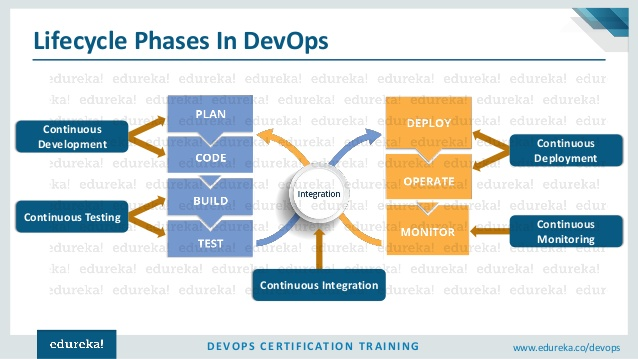 Lifecycle Phases In DevOps
Continuous
Development
Continuous Testing
PLAN
CODE
BUILD
TEST
Integration
Continuous Integration
DEPLOY
OPERATE
MONITOR
Continuous
Deployment
Continuous
Monitoring
edureka!
DEVOPS CERTIFICATION TRAINING
www.edureka.co/devops